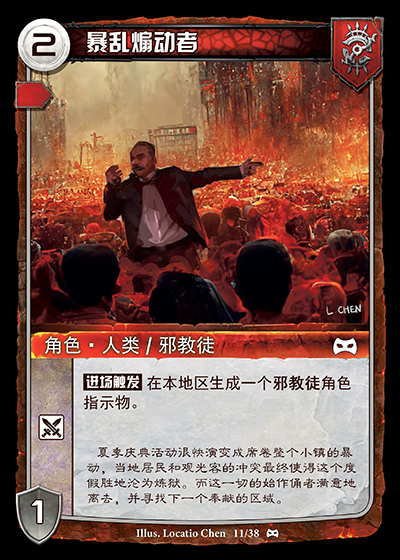 2
暴乱煽动者
L CHEN
角色·人类/邪教徒
进场触发 在本地区生成一个邪教徒角色
指示物。
夏季庆典活动很快演变成席卷整个小镇的暴
动，当地居民和观光客的冲突最终使得这个度
假胜地沦为炼狱。而这一切的始作俑者满意地
离去，并寻找下一个奉献的区域。
1
Illus. Locatio Chen 11/38